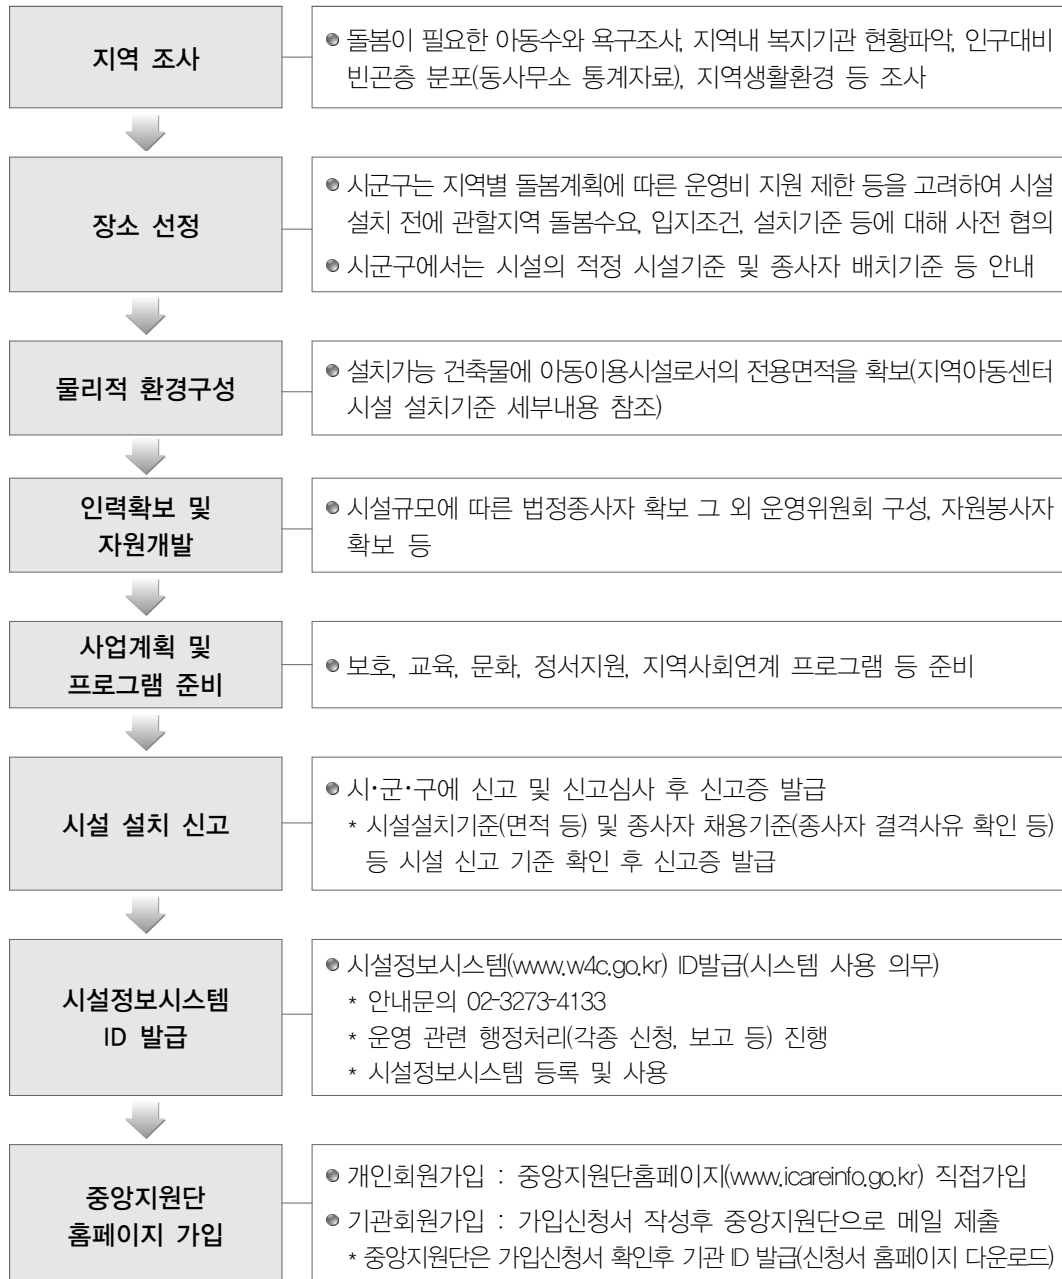 지역 조사
● 돌봄이 필요한 아동수와 욕구조사, 지역내 복지기관 현황파악, 인구대비
빈곤층 분포(동사무소 통계자료), 지역생활환경 등 조사
장소 선정
● 시군구는 지역별 돌봄계획에 따른 운영비 지원 제한 등을 고려하여 시설
설치 전에 관할지역 돌봄수요, 입지조건, 설치기준 등에 대해 사전 협의
● 시군구에서는 시설의 적정 시설기준 및 종사자 배치기준 등 안내
물리적 환경구성
● 설치가능 건축물에 아동이용시설로서의 전용면적을 확보(지역아동센터
시설 설치기준 세부내용 참조)
인력확보 및
자원개발
● 시설규모에 따른 법정종사자 확보 그 외 운영위원회 구성, 자원봉사자
확보 등
사업계획 및
프로그램 준비
● 보호, 교육, 문화, 정서지원, 지역사회연계 프로그램 등 준비
시설 설치 신고
● 시·군·구에 신고 및 신고심사 후 신고증 발급
* 시설설치기준(면적 등) 및 종사자 채용기준(종사자 결격사유 확인 등)
등 시설 신고 기준 확인 후 신고증 발급
시설정보시스템
ID 발급
● 시설정보시스템(www.w4c.go.kr) ID발급(시스템 사용 의무)
* 안내문의 02-3273-4133
* 운영 관련 행정처리(각종 신청, 보고 등) 진행
* 시설정보시스템 등록 및 사용
중앙지원단
홈페이지 가입
● 개인회원가입 : 중앙지원단홈페이지(www.icareinfo.go.kr) 직접가입
● 기관회원가입 : 가입신청서 작성후 중앙지원단으로 메일 제출
* 중앙지원단은 가입신청서 확인후 기관 ID 발급(신청서 홈페이지 다운로드)